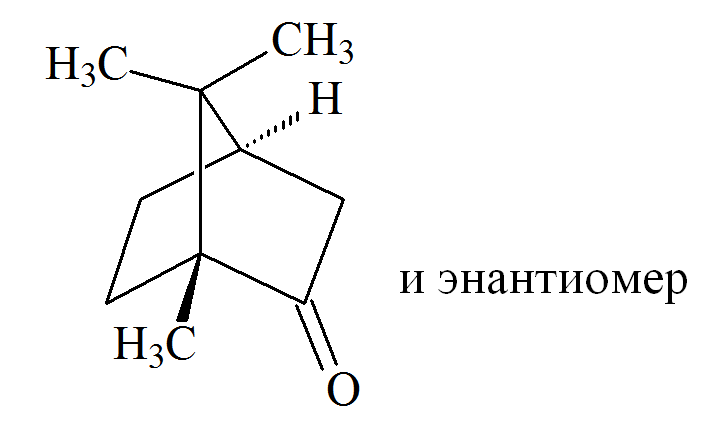 H₃C
CH₃
H
и энантиомер
H₃C
O